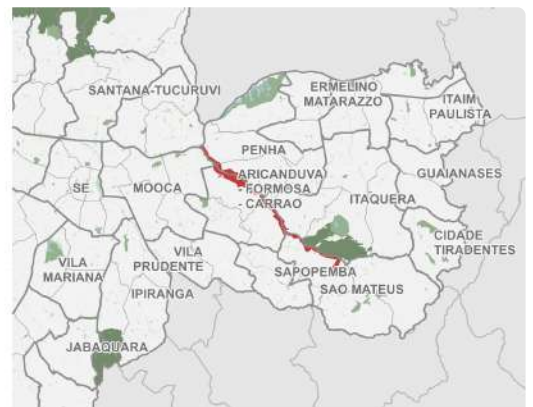 SANTANA-TUCURUVI
ERMELINO
MATARAZZO
ITAIM
PAULISTA
PENHA
ARICANDUVA
- FORMOSA
- CARRAO
GUAIANASES
SE
MOOCA
ITAQUERA
CIDADE
TIRADENTES
VILA
PRUDENTE
VILA
MARIANA
SAPOPEMBA
SAO MATEUS
IPIRANGA
JABAQUARA